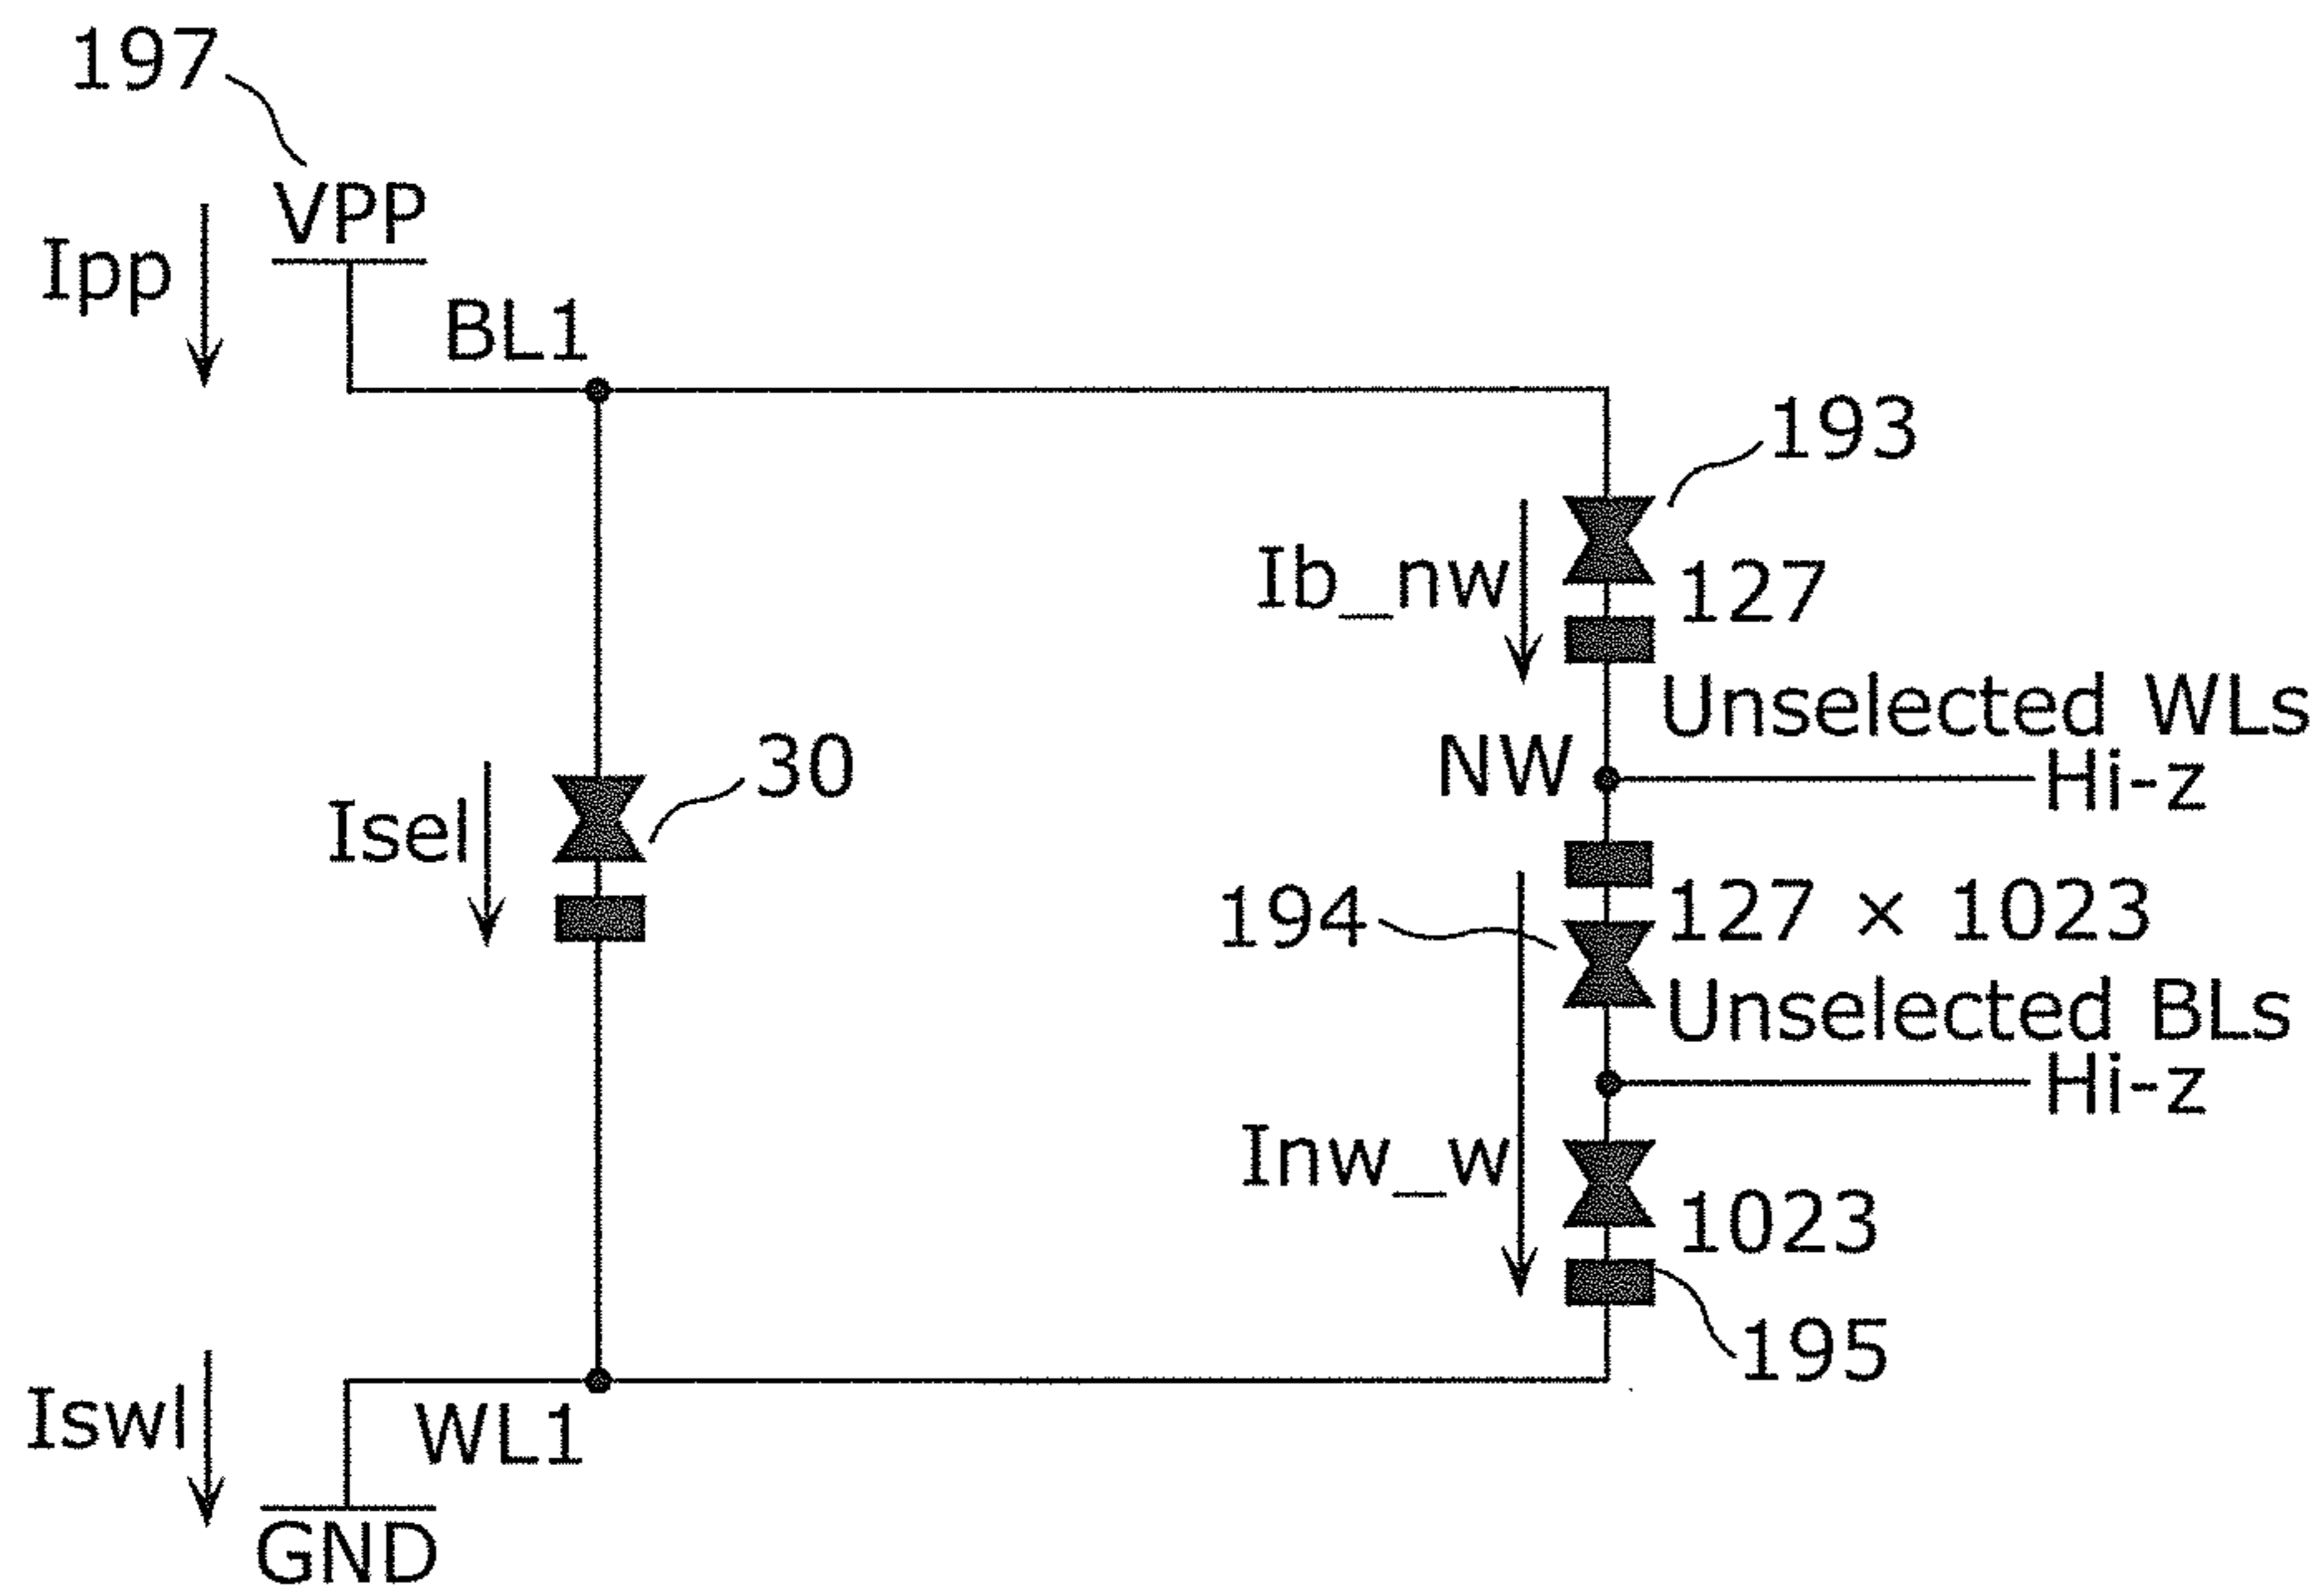 197
VPP
Ipp
BL1
193
Ib_nw
127
Unselected WLs
NW
Hi-z
30
Isel
194
127 × 1023
Unselected BLs
Hi-z
Inw_w
1023
195
Iswl
WL1
GND